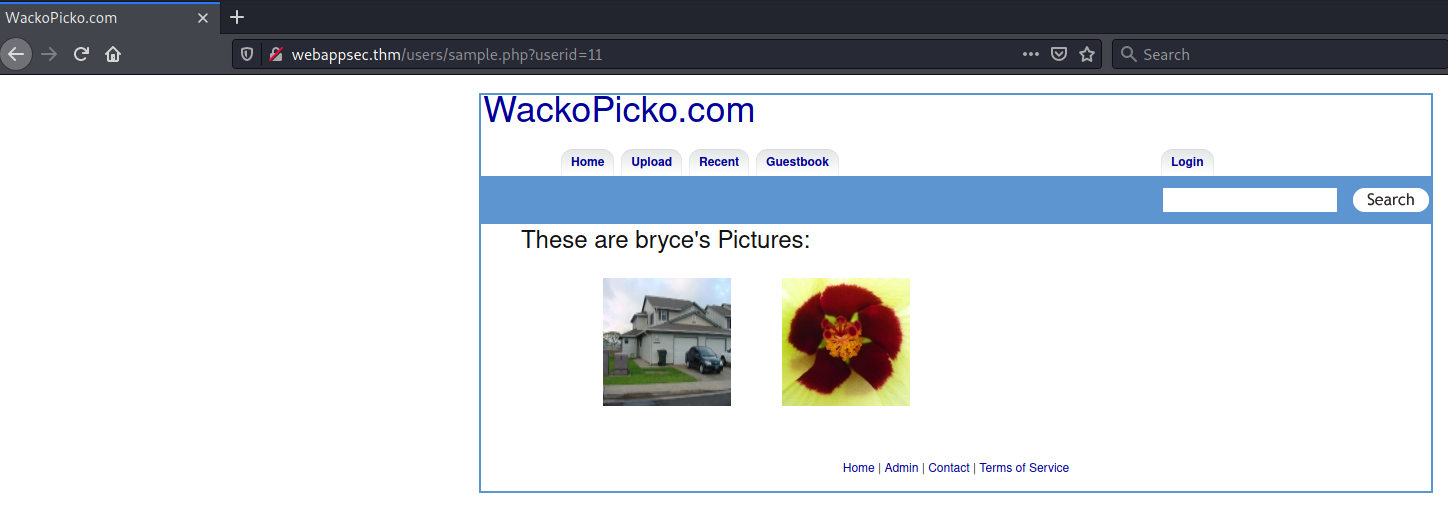 WackoPicko.com
webappsec.thm/users/sample.php?userid=11
Search
WackoPicko.com
Home Upload Recent Guestbook Login
Search
These are bryce's Pictures:
Home | Admin | Contact | Terms of Service